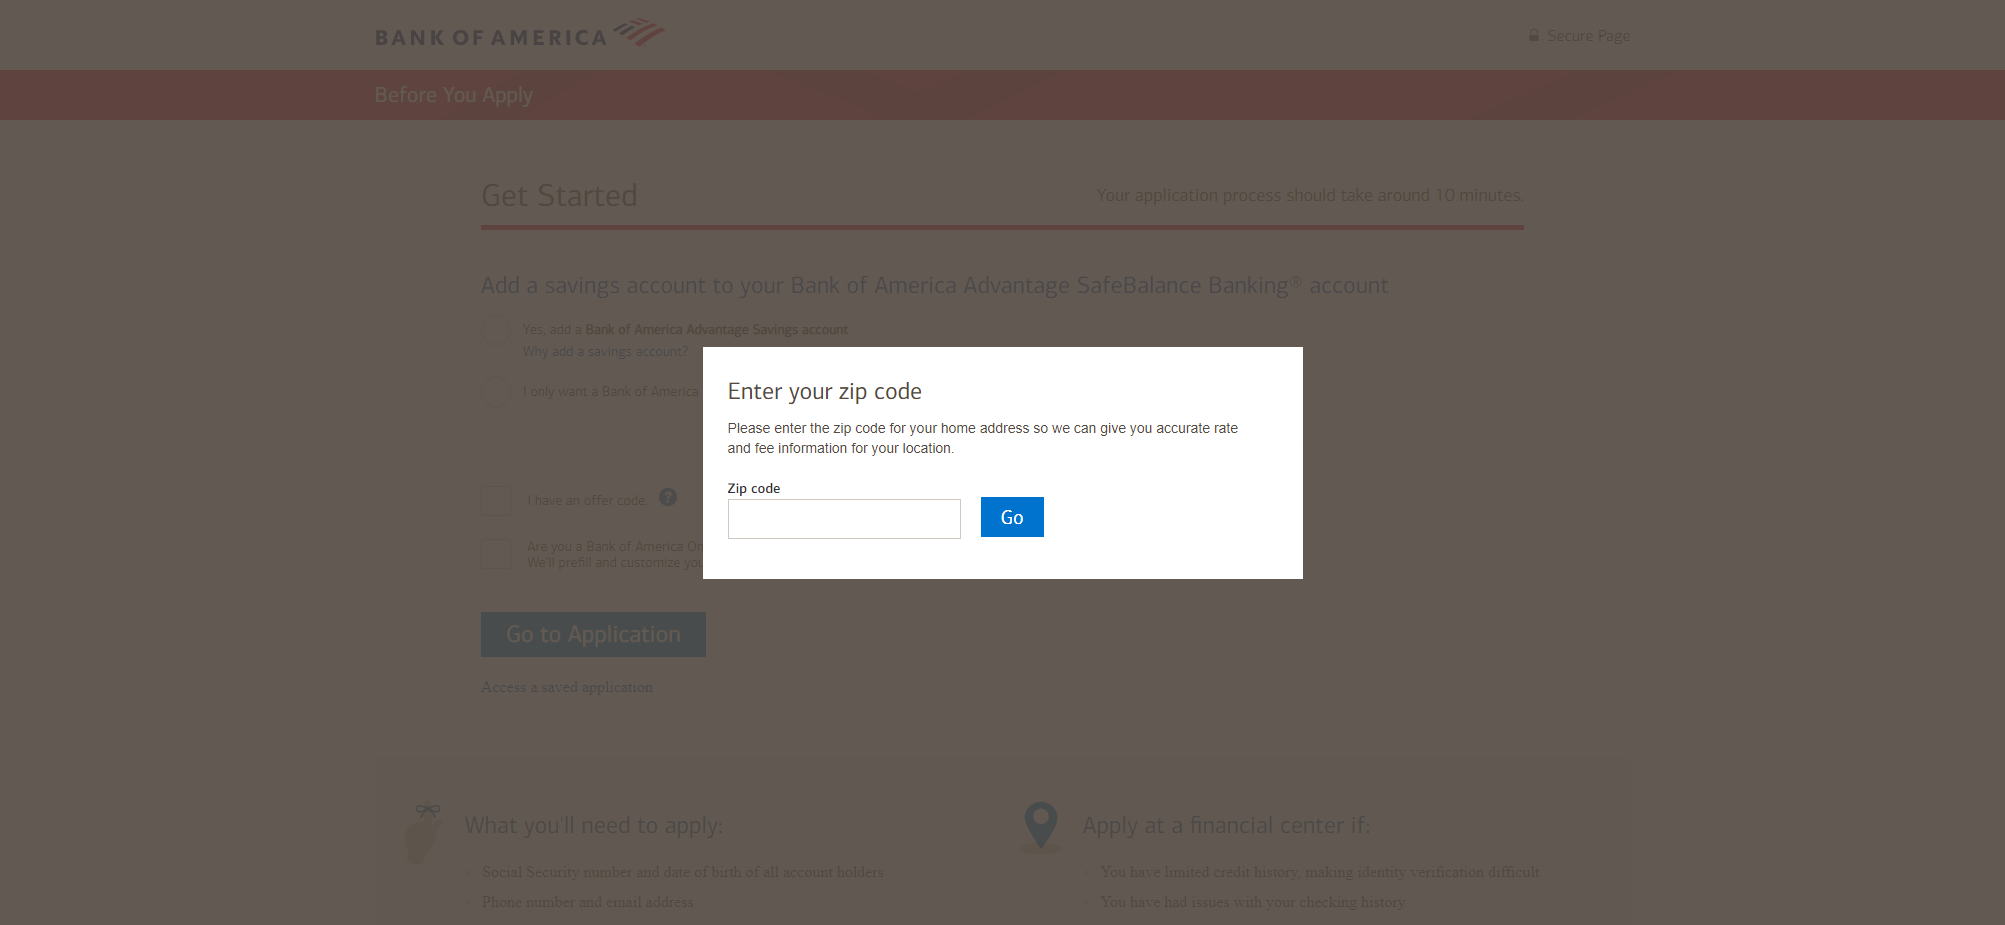 BANK OF AMERICA
Secure Page
Before You Apply
Get Started
Your application process should take around 10 minutes.
Add a savings account to your Bank of America Advantage SafeBalance Banking® account
Yes, add a Bank of America Advantage Savings account
Why add a savings account?
I only want a Bank of America
Enter your zip code
Please enter the zip code for your home address so we can give you accurate rate
and fee information for your location.
Zip code
Go
I have an offer code.
?
Are you a Bank of America
We'll prefill and customize
Go to Application
Access a saved application
What you'll need to apply:
Social Security number and date of birth of all account holders
Phone number and email address
Apply at a financial center if:
You have limited credit history, making identity verification difficult
You have had issues with your checking history